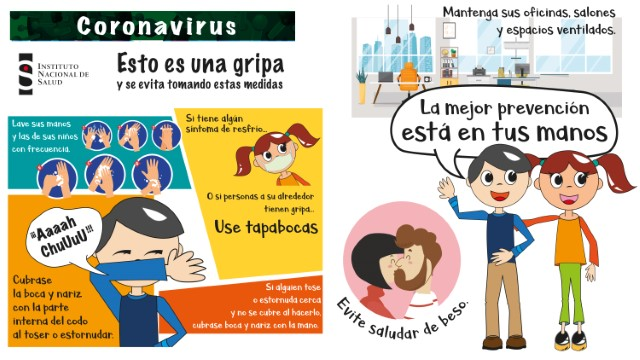 Coronavirus
INSTITUTO
NACIONAL DE
SALUD
Esto es una gripa
y se evita tomando estas medidas
Lave sus manos
y las de sus niños
con frecuencia.
Si tiene algún
síntoma de resfrío...
O si personas a su alrededor
tienen gripa..
Use tapabocas
¡¡Aaaah
ChuUuU!!!
Cubrase
la boca y nariz
con la parte
interna del codo
al toser o estornudar.
Si alguien tose
o estornuda cerca
y no se cubre al hacerlo,
cubrase boca y nariz con la mano.
Mantenga sus oficinas, salones
y espacios ventilados.
La mejor prevención
está en tus manos
Evite saludar de beso.